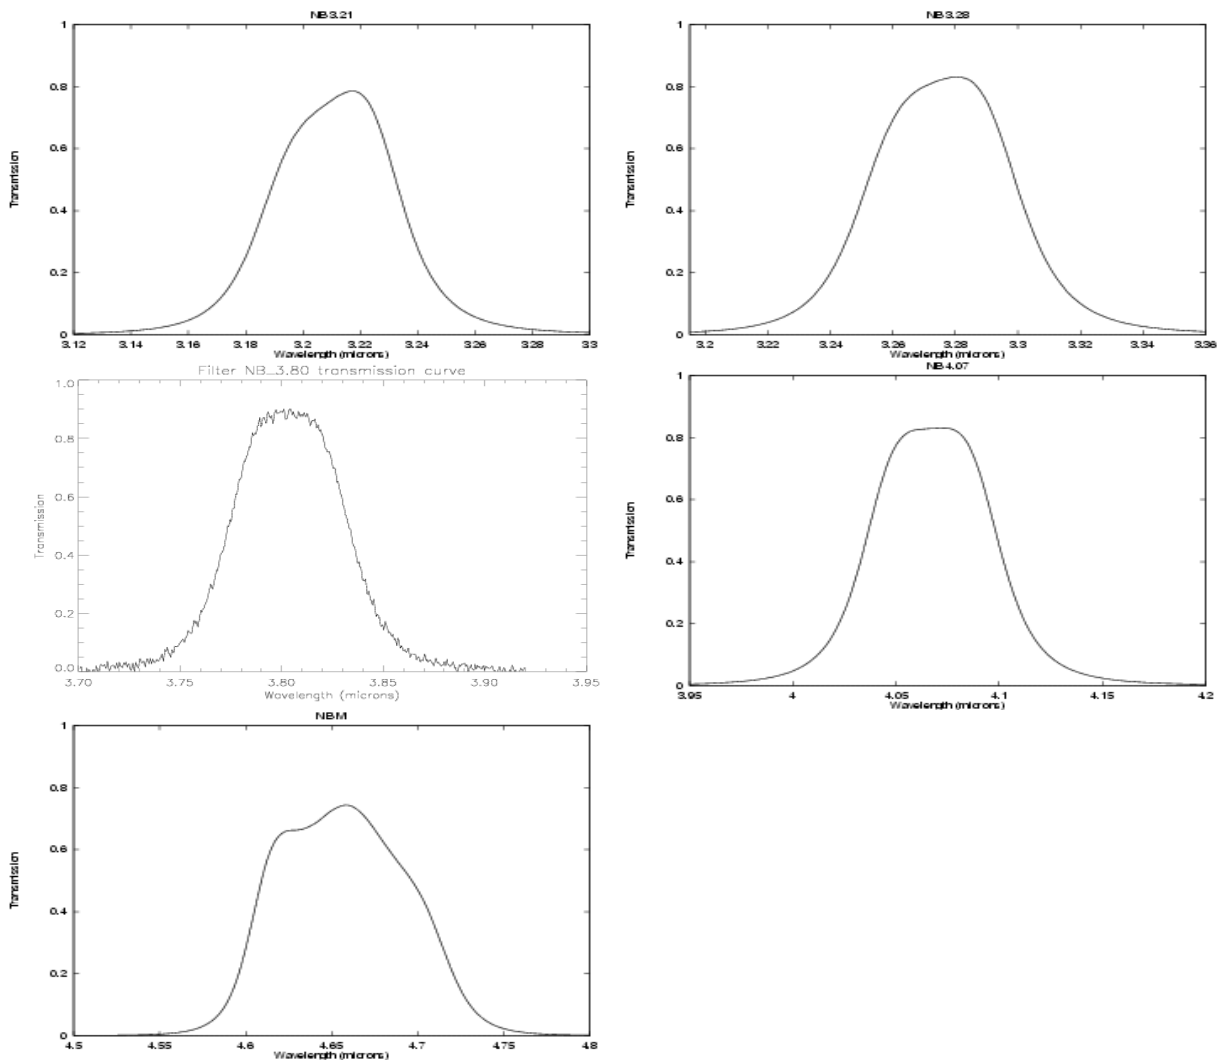 NB3.21
1
0.8
0.6
0.4
0.2
0
Transmission
3.12 3.14 3.16 3.18 3.2 3.22 3.24 3.26 3.28 3.3
Wavelength (microns)
NB3.28
1
0.8
0.6
0.4
0.2
0
Transmission
3.2 3.22 3.24 3.26 3.28 3.3 3.32 3.34 3.36
Wavelength (microns)
Filter NB_3.80 transmission curve
1.0
0.8
0.6
0.4
0.2
0.0
Transmission
3.70 3.75 3.80 3.85 3.90 3.95
Wavelength (microns)
NB4.07
1
0.8
0.6
0.4
0.2
0
Transmission
3.95 4 4.05 4.1 4.15 4.2
Wavelength (microns)
NBM
1
0.8
0.6
0.4
0.2
0
Transmission
4.5 4.55 4.6 4.65 4.7 4.75 4.8
Wavelength (microns)